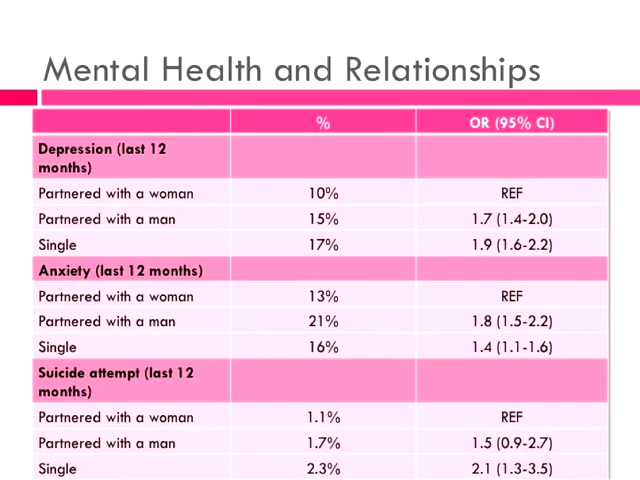 Mental Health and Relationships
% OR (95% CI)
Depression (last 12
months)
Partnered with a woman 10% REF
Partnered with a man 15% 1.7 (1.4-2.0)
Single 17% 1.9 (1.6-2.2)
Anxiety (last 12 months)
Partnered with a woman 13% REF
Partnered with a man 21% 1.8 (1.5-2.2)
Single 16% 1.4 (1.1-1.6)
Suicide attempt (last 12
months)
Partnered with a woman 1.1% REF
Partnered with a man 1.7% 1.5 (0.9-2.7)
Single 2.3% 2.1 (1.3-3.5)